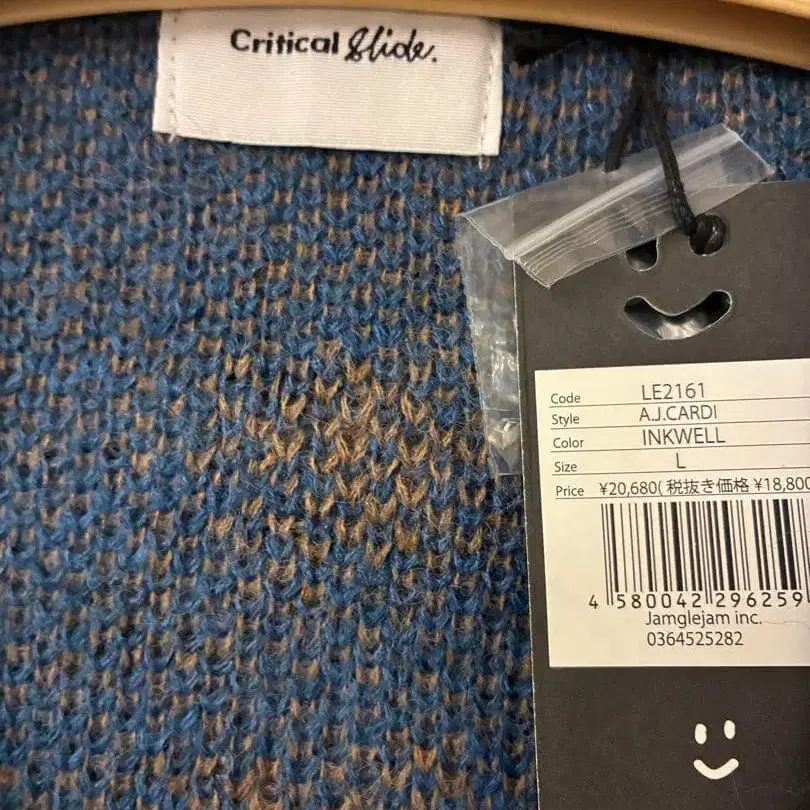 Critical Slide.
Code LE2161
Style A.J.CARDI
Color INKWELL
Size L
Price ¥20,680( 税抜き価格 ¥18,800
4 580042 296259
Jamglejam inc.
0364525282